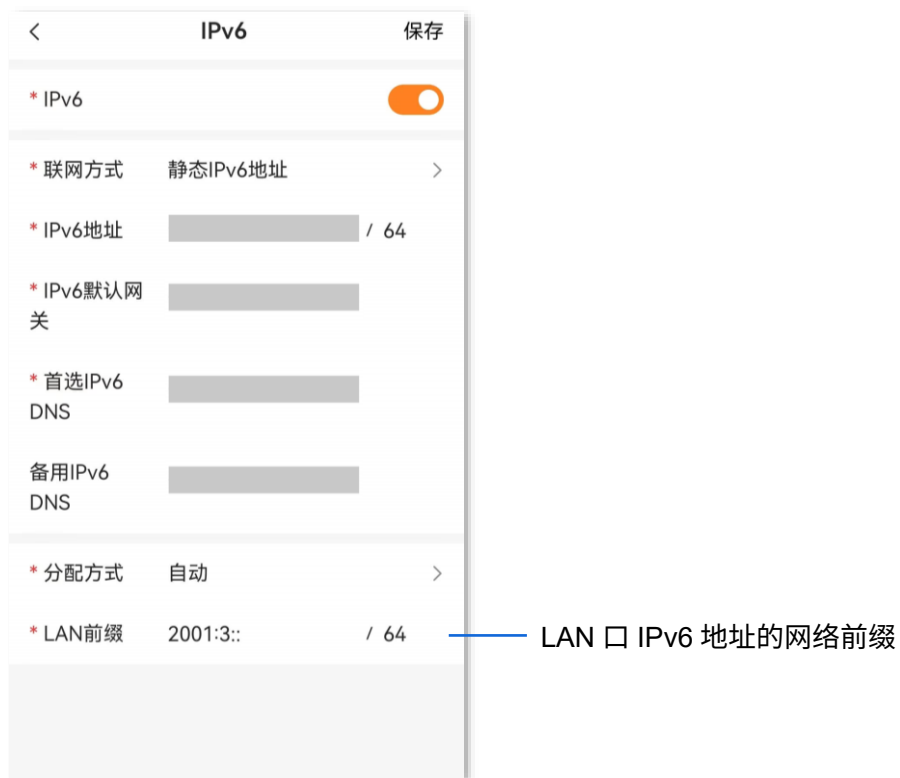 IPv6
保存
* IPv6
* 联网方式 静态IPv6地址
* IPv6地址 / 64
* IPv6默认网
关
* 首选IPv6
DNS
备用IPv6
DNS
* 分配方式 自动
* LAN前缀 2001:3:: / 64
LAN 口 IPv6 地址的网络前缀